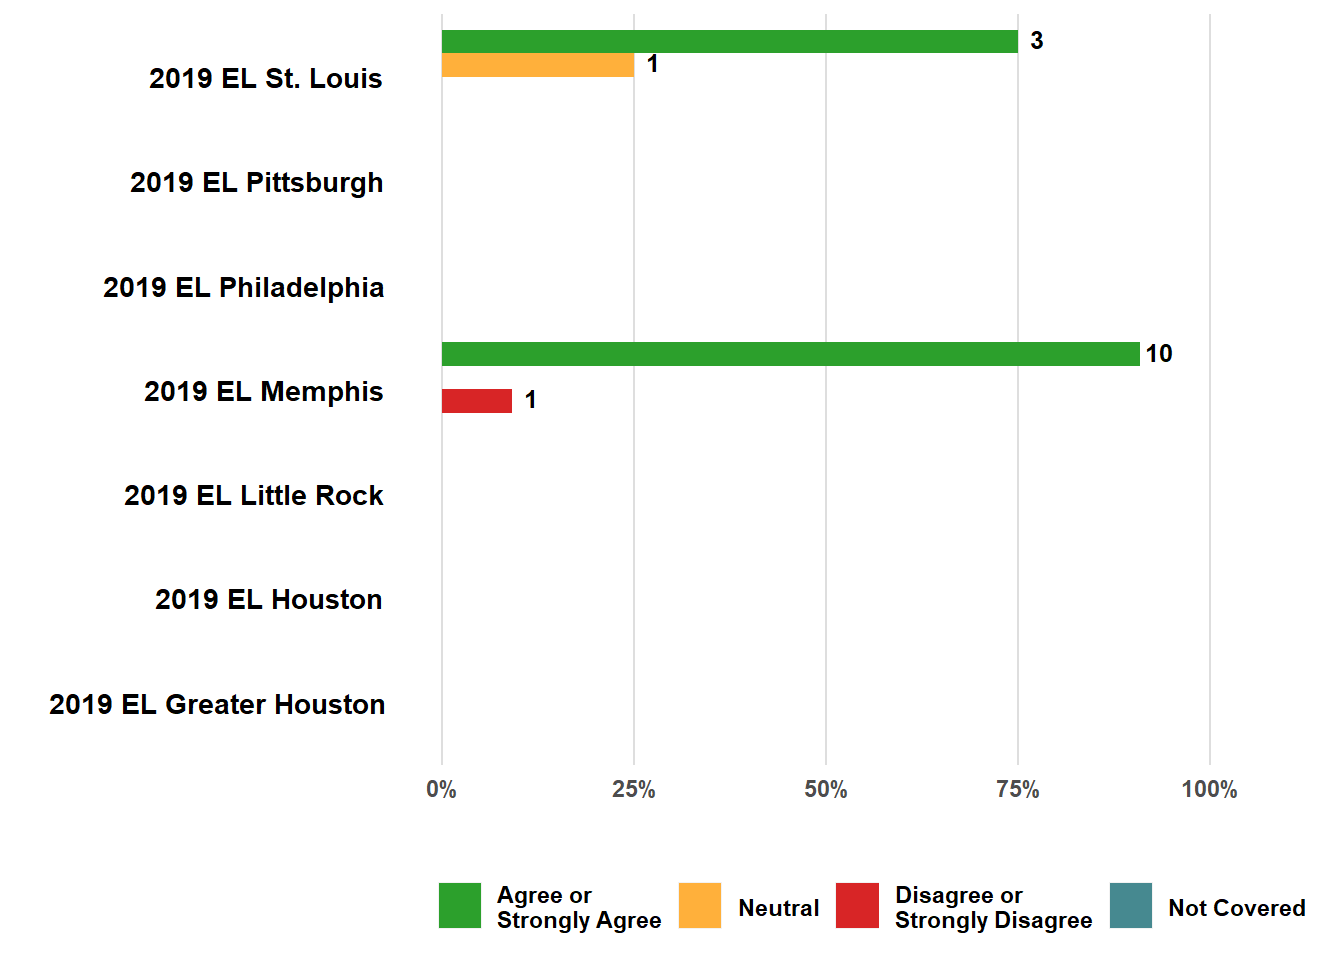 3
1
2019 EL St. Louis
2019 EL Pittsburgh
2019 EL Philadelphia
10
2019 EL Memphis
1
2019 EL Little Rock
2019 EL Houston
2019 EL Greater Houston
0% 25% 50% 75% 100%
Agree or
Strongly Agree
Neutral
Disagree or
Strongly Disagree
Not Covered